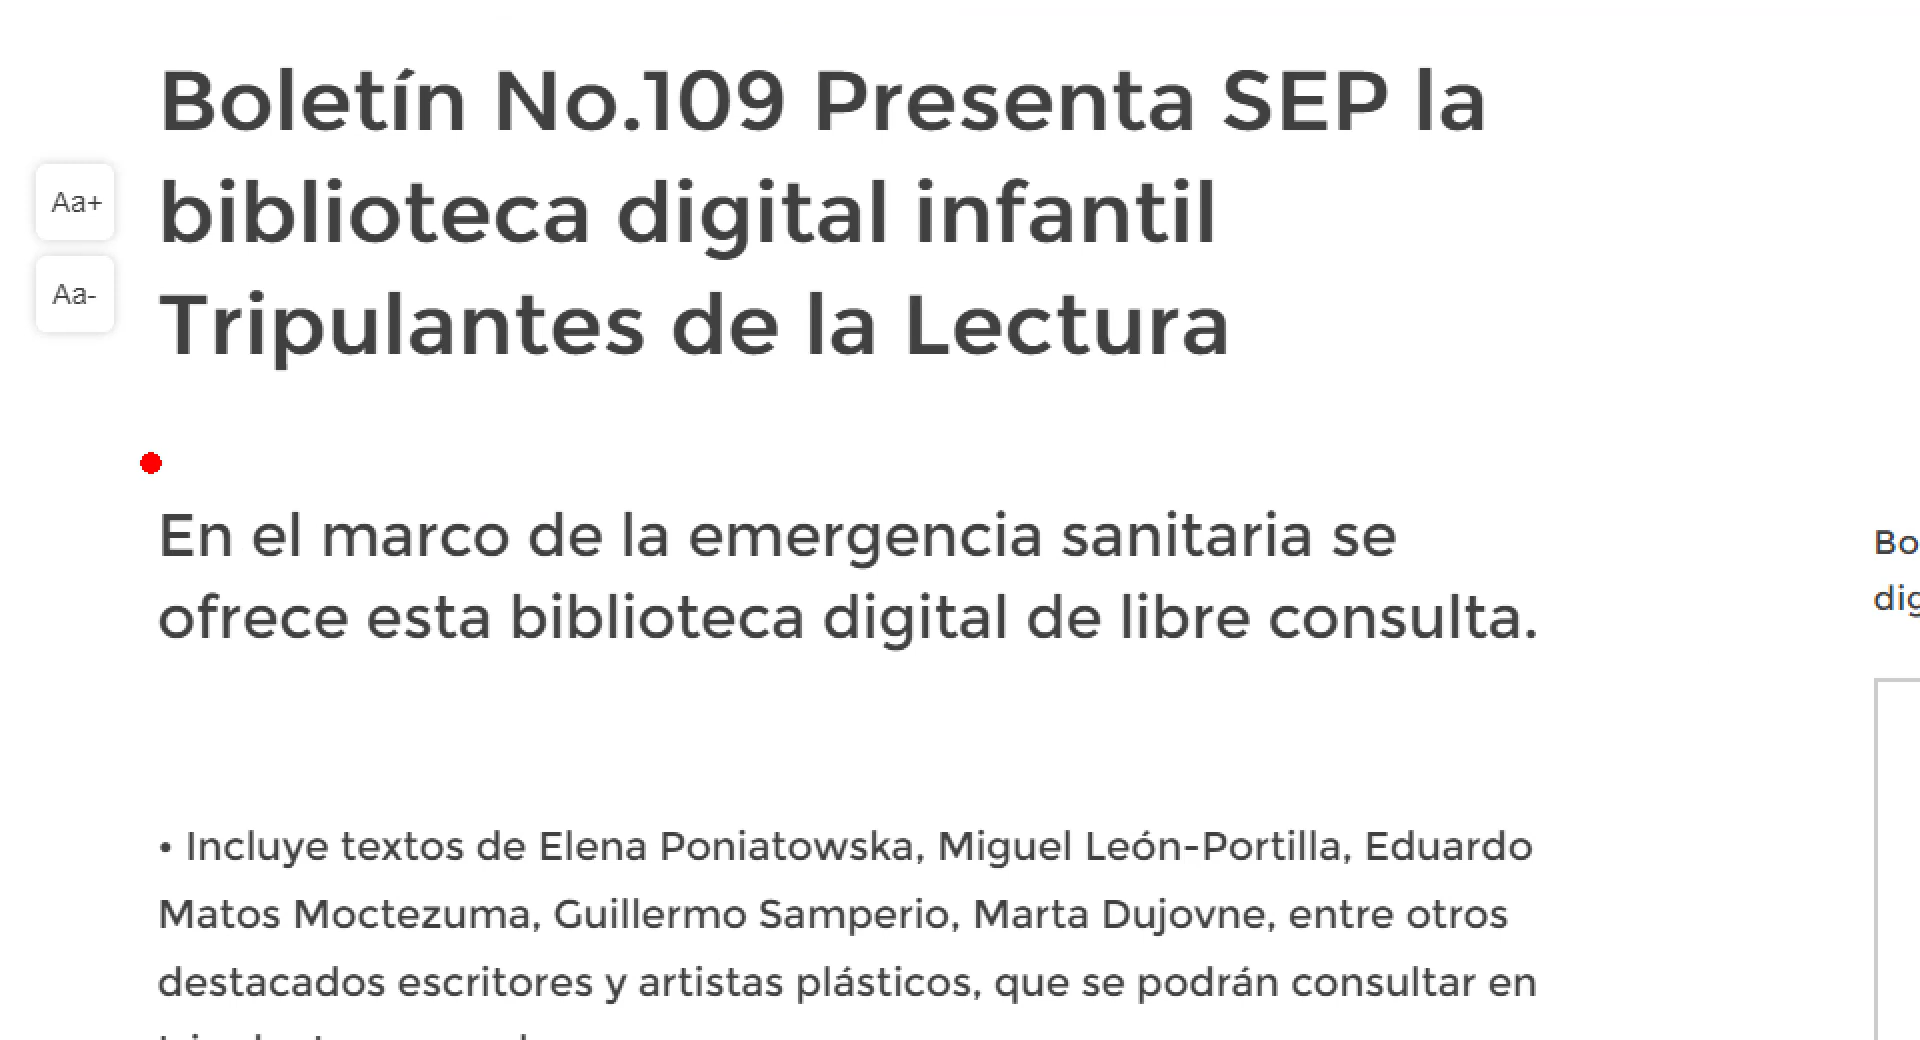 Boletín No.109 Presenta SEP la
biblioteca digital infantil
Tripulantes de la Lectura
Aa+
Aa-
En el marco de la emergencia sanitaria se
ofrece esta biblioteca digital de libre consulta.
• Incluye textos de Elena Poniatowska, Miguel León-Portilla, Eduardo
Matos Moctezuma, Guillermo Samperio, Marta Dujovne, entre otros
destacados escritores y artistas plásticos, que se podrán consultar en
Bo